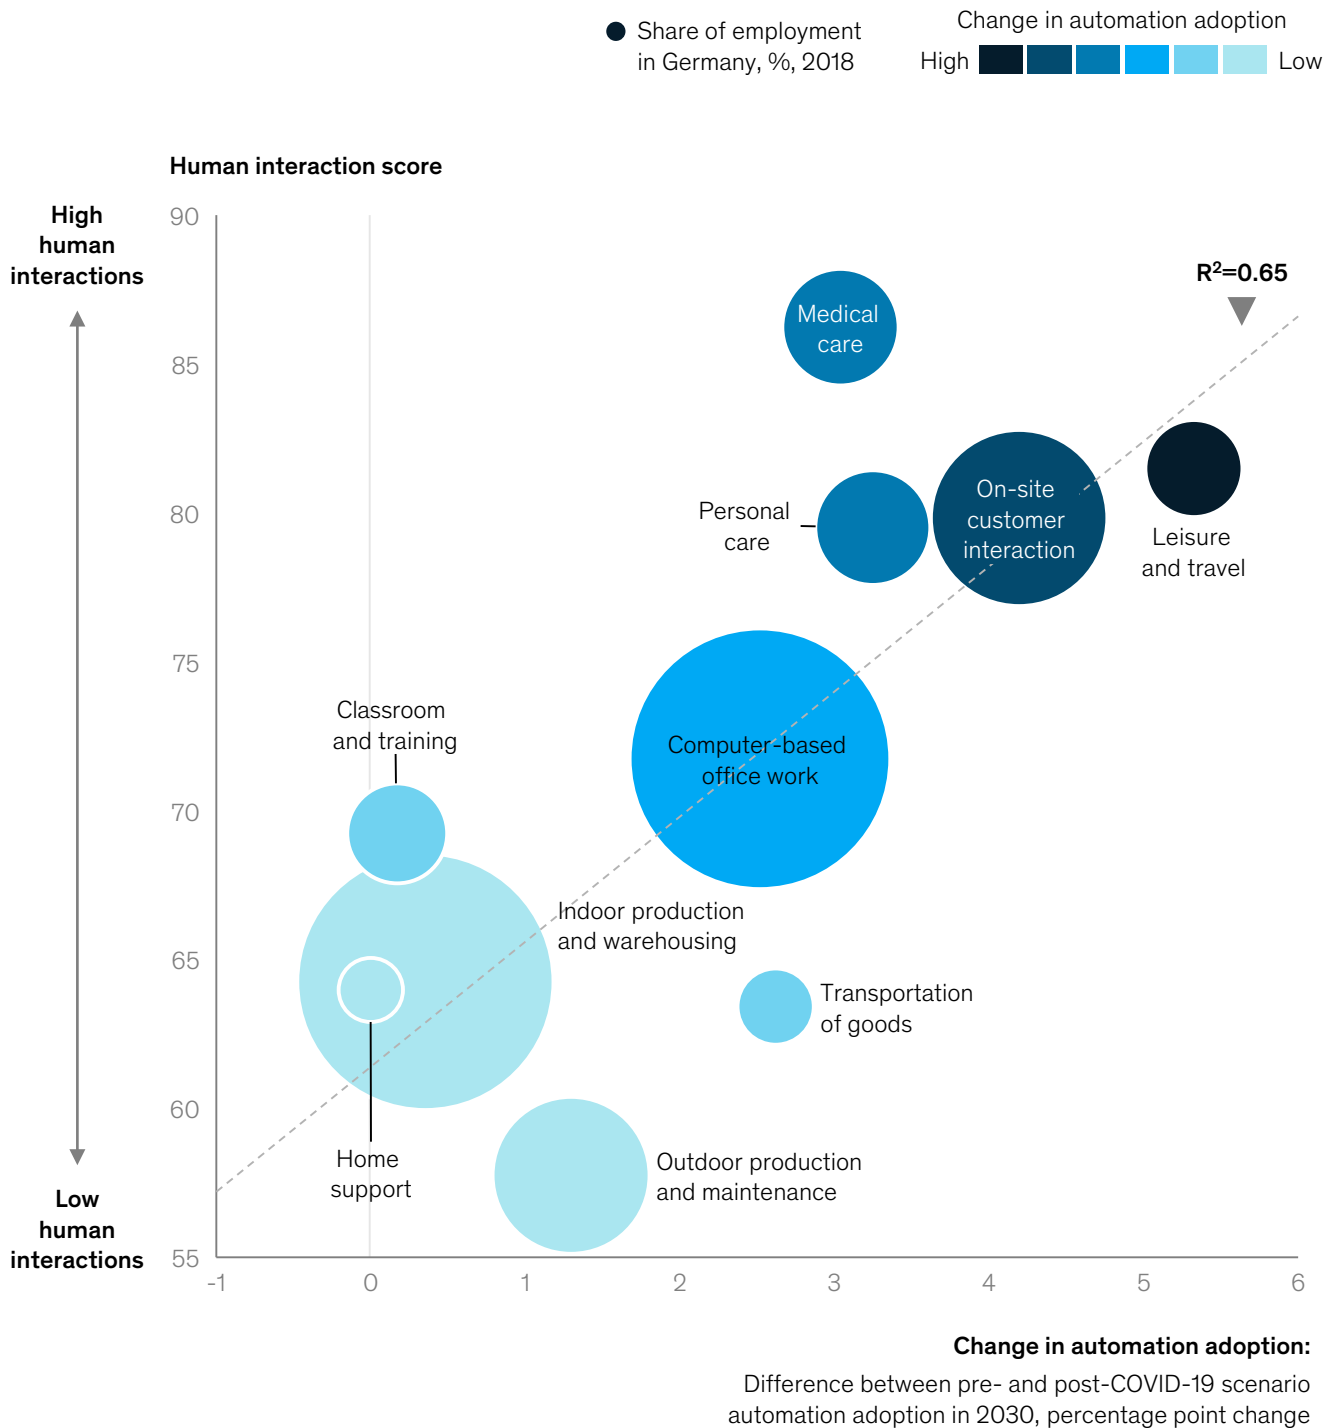 Share of employment
in Germany, %, 2018
Change in automation adoption
High
Low
Human interaction score
High
human
interactions
90
85
80
75
70
65
60
55
R²=0.65
Medical
care
Personal
care
On-site
customer
interaction
Leisure
and travel
Computer-based
office work
Classroom
and training
Indoor production
and warehousing
Transportation
of goods
Home
support
Outdoor production
and maintenance
Low
human
interactions
-1
0
1
2
3
4
5
6
Change in automation adoption:
Difference between pre- and post-COVID-19 scenario
automation adoption in 2030, percentage point change